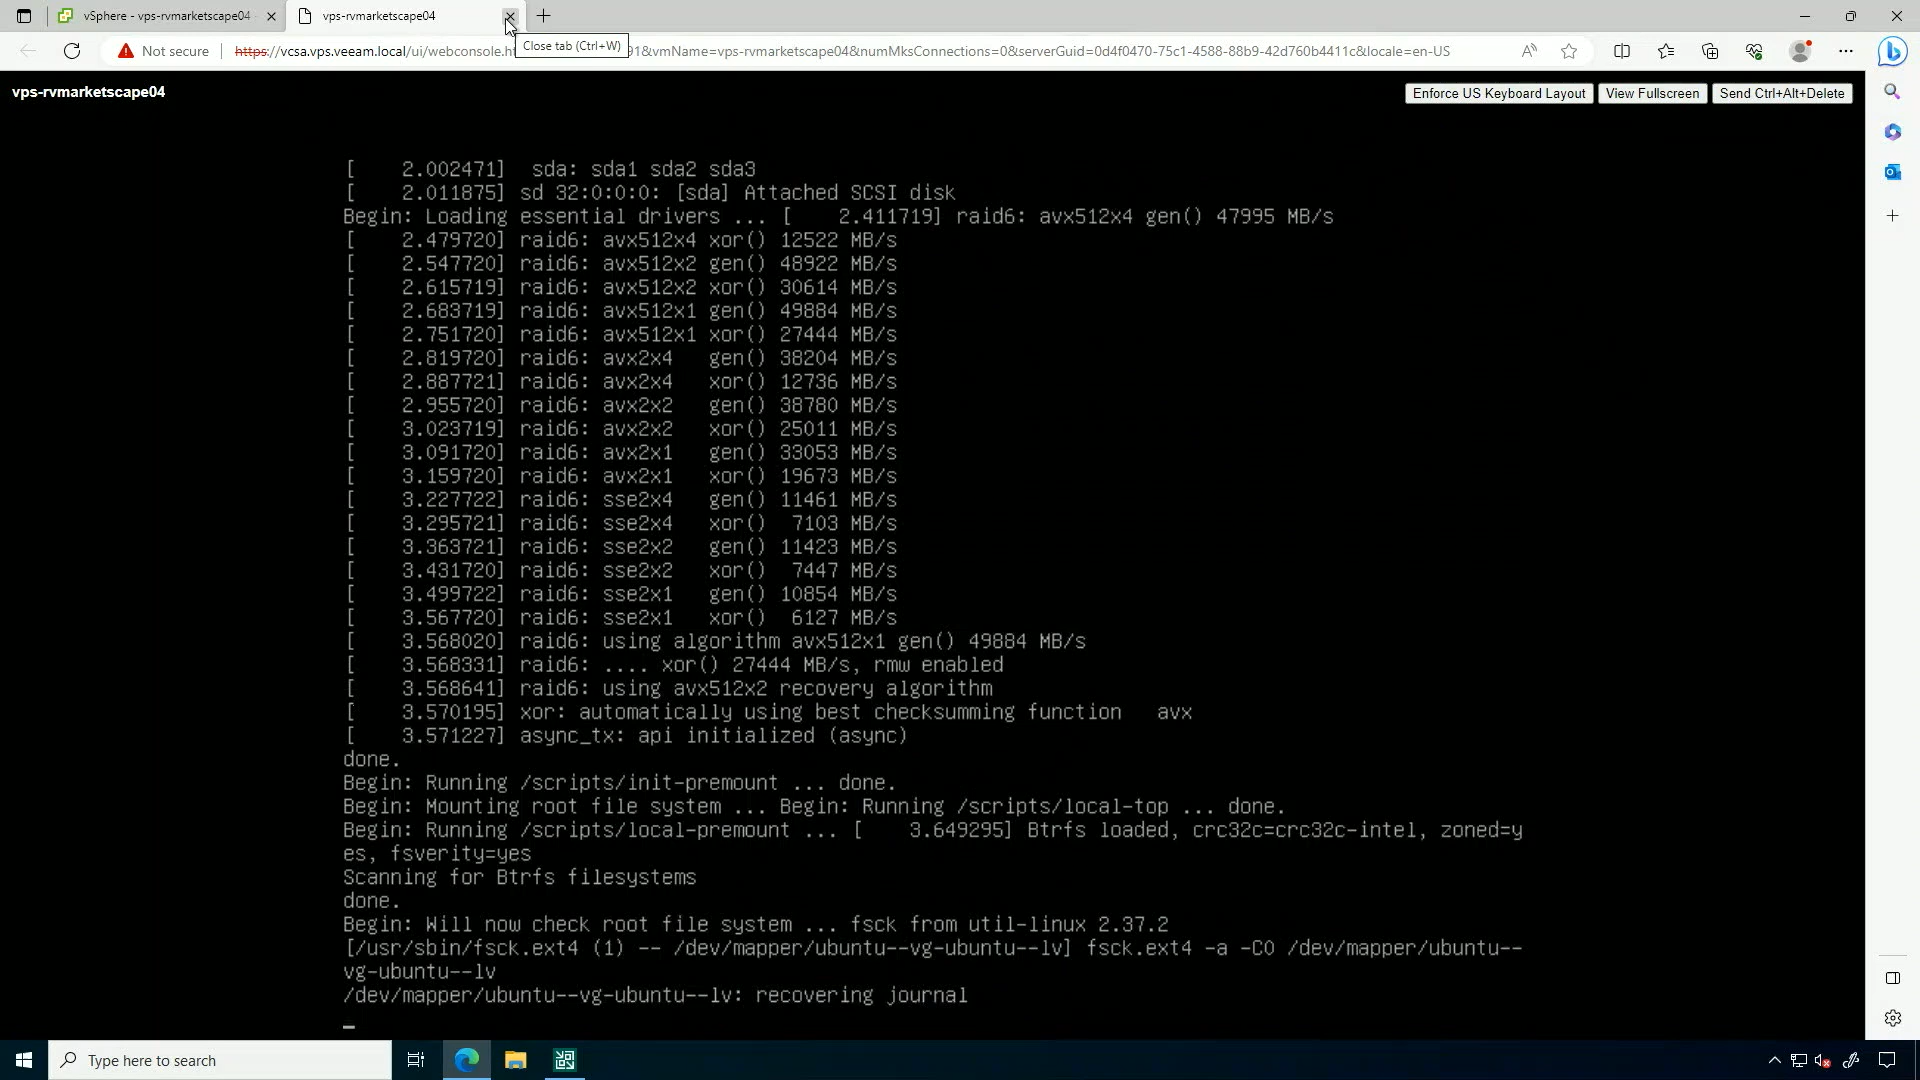 vSphere - vps-rvmarketscape04
vps-rvmarketscape04
Not secure
https://vcsa.vps.veeam.local/ui/webconsole.h
Close tab (Ctrl+W)
91&vmName=vps-rvmarketscape04&numMksConnections=0&serverGuid=0d4f0470-75c1-4588-88b9-42d760b4411c&locale=en-US
vps-rvmarketscape04
Enforce US Keyboard Layout
View Fullscreen
Send Ctrl+Alt+Delete
[    2.002471]  sda: sda1 sda2 sda3
[    2.011875] sd 32:0:0:0: [sda] Attached SCSI disk
Begin: Loading essential drivers ... [    2.411719] raid6: avx512x4 gen() 47995 MB/s
[    2.479720] raid6: avx512x4 xor() 12522 MB/s
[    2.547720] raid6: avx512x2 gen() 48922 MB/s
[    2.615719] raid6: avx512x2 xor() 30614 MB/s
[    2.683719] raid6: avx512x1 gen() 49884 MB/s
[    2.751720] raid6: avx512x1 xor() 27444 MB/s
[    2.819720] raid6: avx2x4   gen() 38204 MB/s
[    2.887721] raid6: avx2x4   xor() 12736 MB/s
[    2.955720] raid6: avx2x2   gen() 38780 MB/s
[    3.023719] raid6: avx2x2   xor() 25011 MB/s
[    3.091720] raid6: avx2x1   gen() 33053 MB/s
[    3.159720] raid6: avx2x1   xor() 19673 MB/s
[    3.227722] raid6: sse2x4   gen() 11461 MB/s
[    3.295721] raid6: sse2x4   xor()  7103 MB/s
[    3.363721] raid6: sse2x2   gen() 11423 MB/s
[    3.431720] raid6: sse2x2   xor()  7447 MB/s
[    3.499722] raid6: sse2x1   gen() 10854 MB/s
[    3.567720] raid6: sse2x1   xor()  6127 MB/s
[    3.568020] raid6: using algorithm avx512x1 gen() 49884 MB/s
[    3.568331] raid6: .... xor() 27444 MB/s, rmw enabled
[    3.568641] raid6: using avx512x2 recovery algorithm
[    3.570195] xor: automatically using best checksumming function   avx
[    3.571227] async_tx: api initialized (async)
done.
Begin: Running /scripts/init-premount ... done.
Begin: Mounting root file system ... Begin: Running /scripts/local-top ... done.
Begin: Running /scripts/local-premount ... [    3.649295] Btrfs loaded, crc32c=crc32c-intel, zoned=y
es, fsverity=yes
Scanning for Btrfs filesystems
done.
Begin: Will now check root file system ... fsck from util-linux 2.37.2
[/usr/sbin/fsck.ext4 (1) -- /dev/mapper/ubuntu--vg-ubuntu--lv] fsck.ext4 -a -C0 /dev/mapper/ubuntu--
vg-ubuntu--lv
/dev/mapper/ubuntu--vg-ubuntu--lv: recovering journal
Type here to search